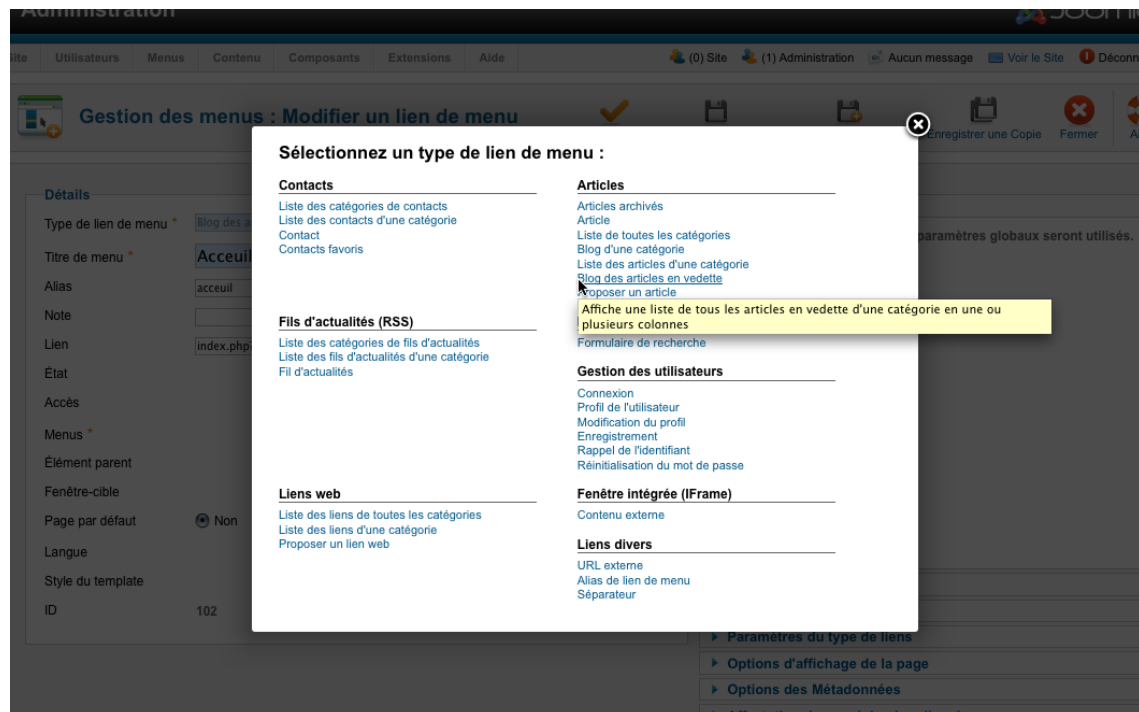 Administration
Utilisateurs Menus Contenu Composants Extensions Aide (0) Site (1) Administration Aucun message Voir le Site
Gestion des menus : Modifier un lien de menu
Enregistrer une Copie Fermer
Sélectionnez un type de lien de menu :
Contacts
Liste des catégories de contacts
Liste des contacts d'une catégorie
Contact
Contacts favoris
Articles
Articles archivés
Article
Liste de toutes les catégories
Blog d'une catégorie
Liste des articles d'une catégorie
Blog des articles en vedette
Proposer un article
Affiche une liste de tous les articles en vedette d'une catégorie en une ou
plusieurs colonnes
Fils d'actualités (RSS)
Liste des catégories de fils d'actualités
Liste des fils d'actualités d'une catégorie
Fil d'actualités
Formulaire de recherche
Gestion des utilisateurs
Connexion
Profil de l'utilisateur
Modification du profil
Enregistrement
Rappel de l'identifiant
Réinitialisation du mot de passe
Liens web
Liste des liens de toutes les catégories
Liste des liens d'une catégorie
Proposer un lien web
Fenêtre intégrée (IFrame)
Contenu externe
Liens divers
URL externe
Alias de lien de menu
Séparateur
Détails
Type de lien de menu * Blog des a
Titre de menu * Acceuil
Alias acceuil
Note
Lien index.php?
État
Accès
Menus *
Élément parent
Fenêtre-cible
Page par défaut Non
Langue
Style du template
ID 102
paramètres globaux seront utilisés.
Paramètres du type de liens
Options d'affichage de la page
Options des Métadonnées